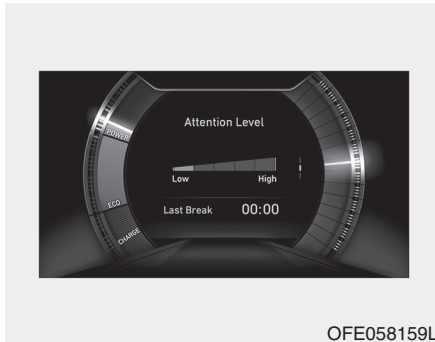 Attention Level
POWER
Low High
ECO
Last Break 00:00
CHARGE
OFE058159L